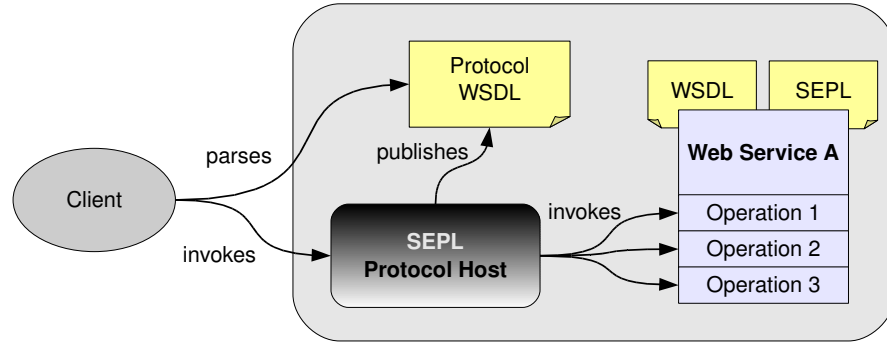 Protocol
WSDL
WSDL
SEPL
parses
publishes
Web Service A
Client
invokes
Operation 1
SEPL
Protocol Host
invokes
Operation 2
Operation 3